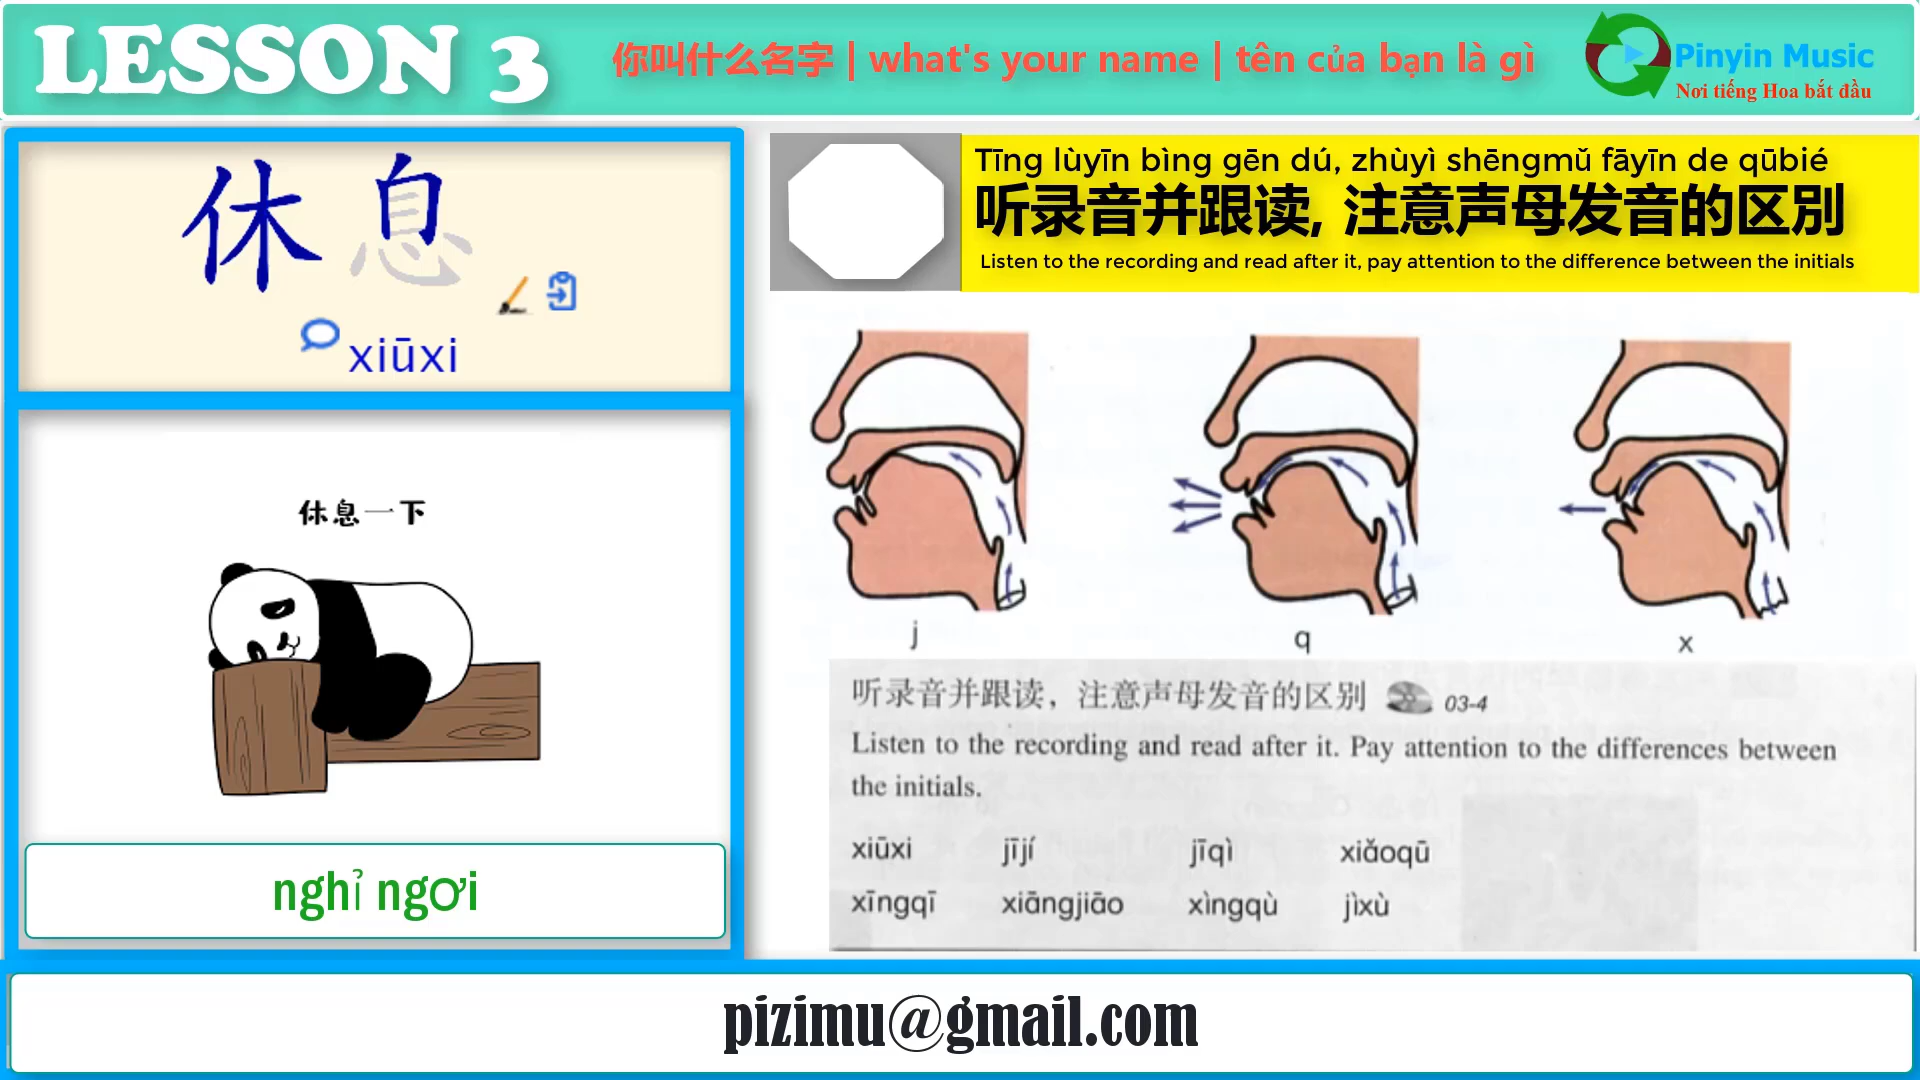 LESSON 3
你叫什么名字 | what's your name | tên của bạn là gì
Pinyin Music
Nơi tiếng Hoa bắt đầu
休息
xiūxi
休息一下
nghỉ ngơi
Tīng lùyīn bìng gēn dú, zhùyì shēngmǔ fāyīn de qūbié
听录音并跟读, 注意声母发音的区别
Listen to the recording and read after it, pay attention to the difference between the initials
j q x
听录音并跟读，注意声母发音的区别 03-4
Listen to the recording and read after it. Pay attention to the differences between
the initials.
xiūxi jījí jīqì xiǎoqū
xīngqī xiāngjiāo xìngqù jìxù
pizimu@gmail.com